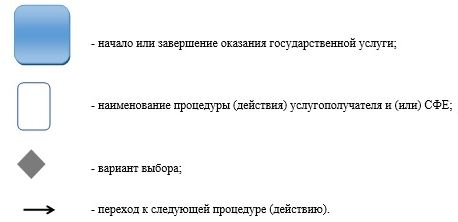 - начало или завершение оказания государственной услуги;
- наименование процедуры (действия) услугополучателя и (или) СФЕ;
- вариант выбора;
- переход к следующей процедуре (действию).